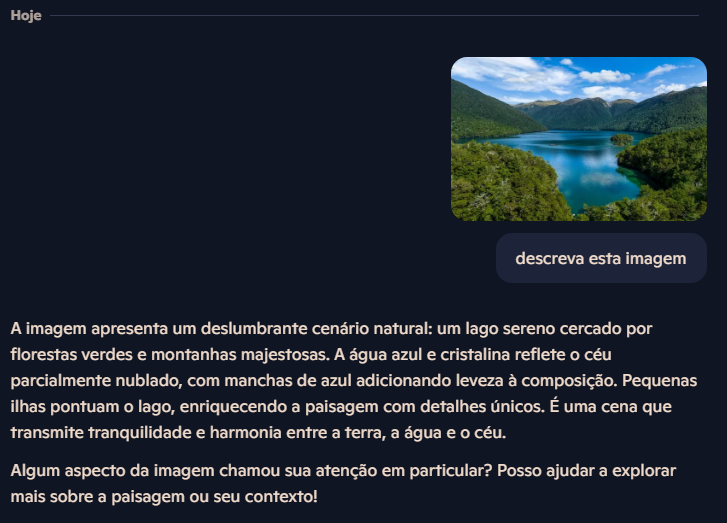 Hoje
descreva esta imagem
A imagem apresenta um deslumbrante cenário natural: um lago sereno cercado por
florestas verdes e montanhas majestosas. A água azul e cristalina reflete o céu
parcialmente nublado, com manchas de azul adicionando leveza à composição. Pequenas
ilhas pontuam o lago, enriquecendo a paisagem com detalhes únicos. É uma cena que
transmite tranquilidade e harmonia entre a terra, a água e o céu.
Algum aspecto da imagem chamou sua atenção em particular? Posso ajudar a explorar
mais sobre a paisagem ou seu contexto!